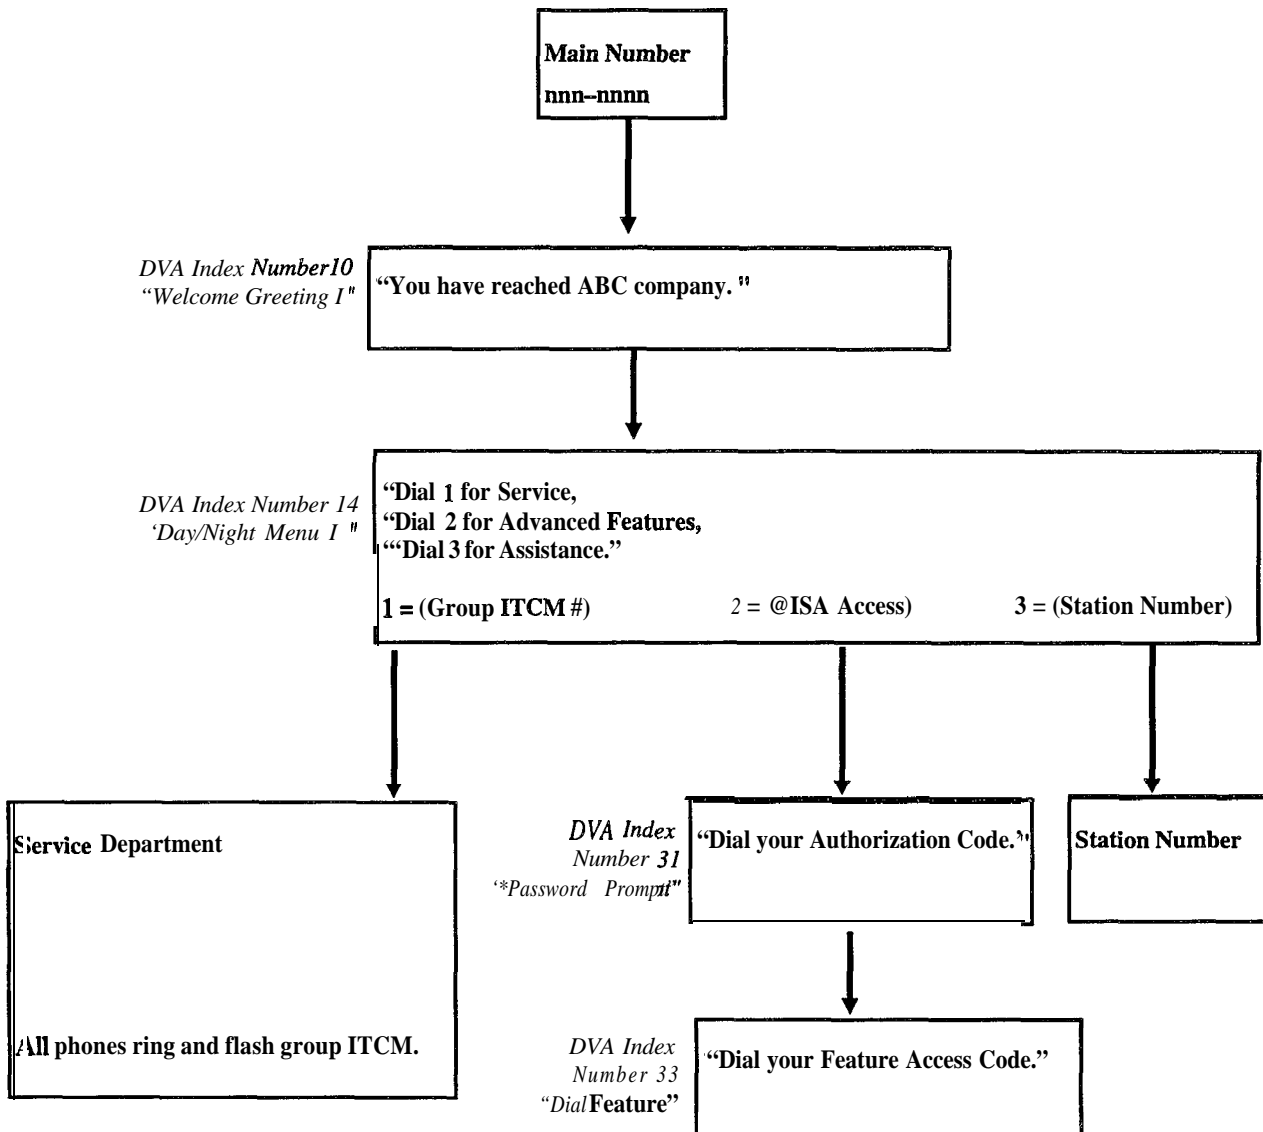 Main Number
nnn–nnnn
DVA Index Number10
“Welcome Greeting I"
“You have reached ABC company. "
DVA Index Number 14
‘Day/Night Menu I "
“Dial 1 for Service,
“Dial 2 for Advanced Features,
“‘Dial 3 for Assistance.”
1 = (Group ITCM #)
2 = @ISA Access)
3 = (Station Number)
Service Department
All phones ring and flash group ITCM.
DVA Index
Number 31
‘*Password Prompt"
“Dial your Authorization Code."
Station Number
DVA Index
Number 33
“Dial Feature”
“Dial your Feature Access Code.”